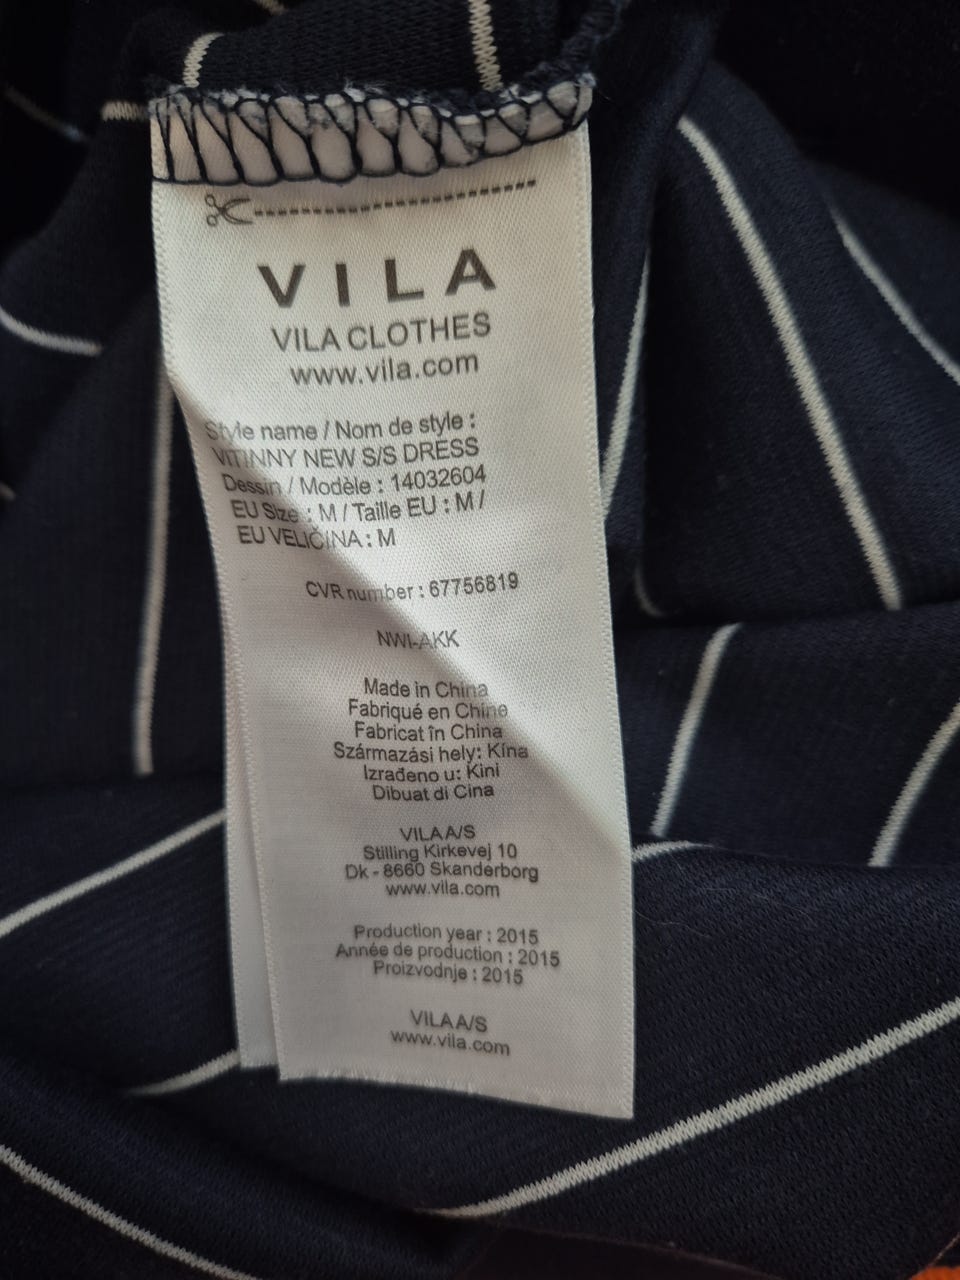 VILA
VILA CLOTHES
www.vila.com
Style name / Nom de style :
VITINNY NEW S/S DRESS
Dessin / Modèle : 14032604
EU Size : M / Taille EU : M /
EU VELIČINA : M
CVR number : 67756819
NWI-AKK
Made in China
Fabriqué en Chine
Fabricat în China
Származási hely: Kína
Izrađeno u: Kini
Dibuat di Cina
VILA A/S
Stilling Kirkevej 10
Dk - 8660 Skanderborg
www.vila.com
Production year : 2015
Année de production : 2015
Proizvodnje : 2015
VILA A/S
www.vila.com